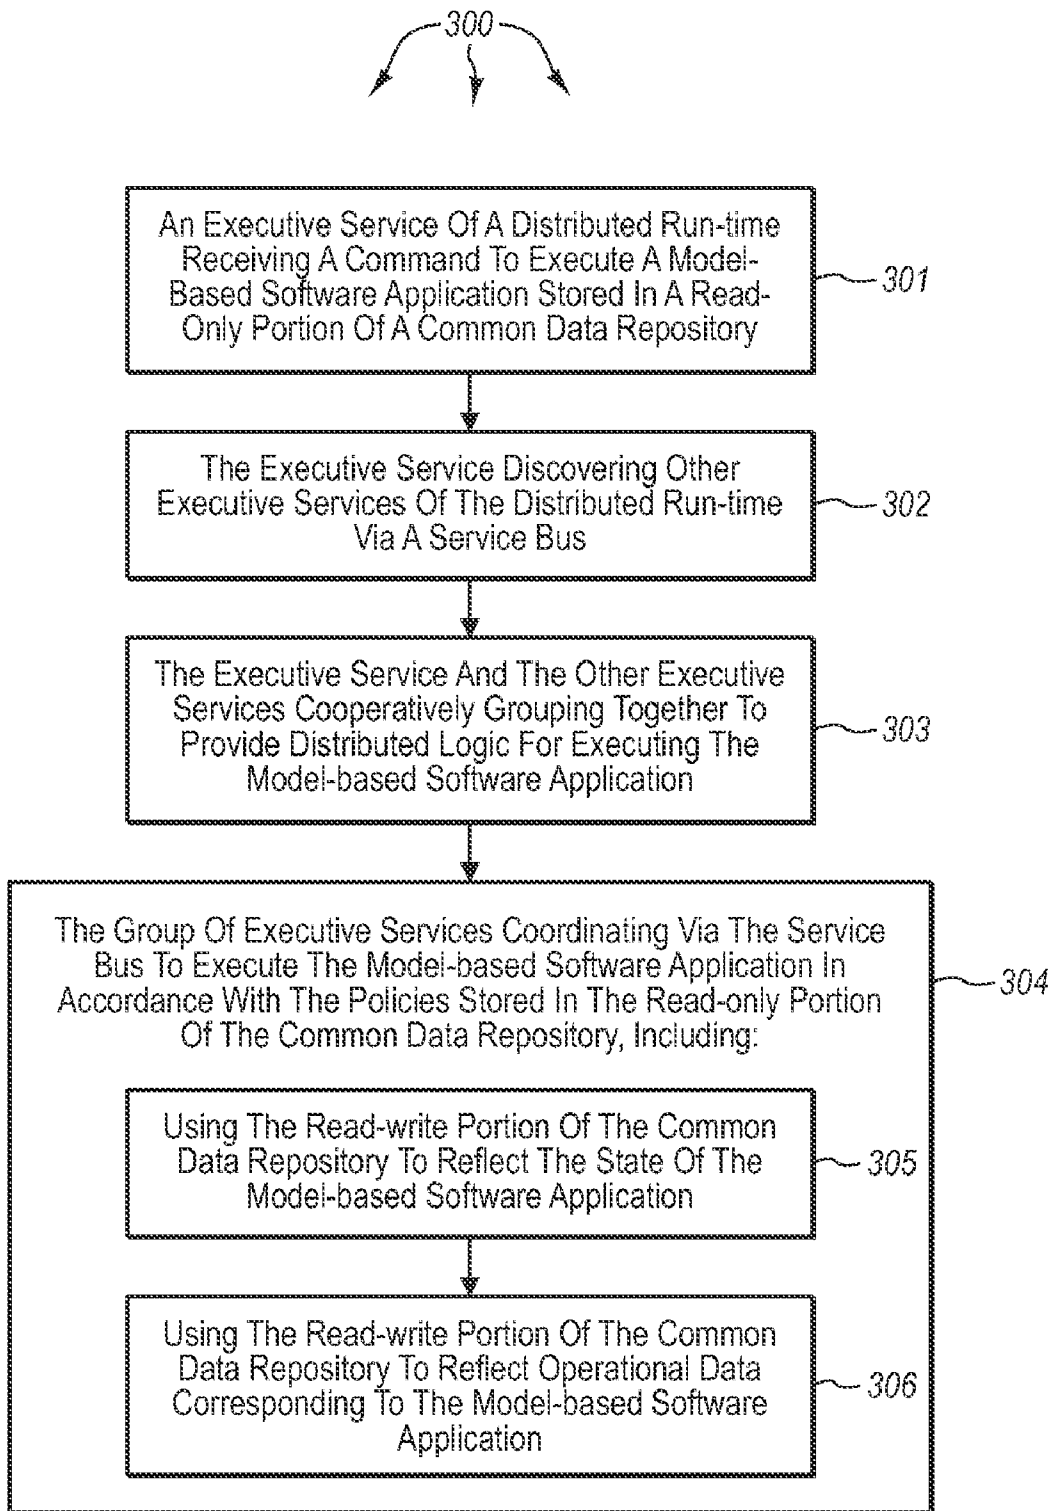 300
An Executive Service Of A Distributed Run-time
Receiving A Command To Execute A Model-
Based Software Application Stored In A Read-
Only Portion Of A Common Data Repository
301
The Executive Service Discovering Other
Executive Services Of The Distributed Run-time
Via A Service Bus
302
The Executive Service And The Other Executive
Services Cooperatively Grouping Together To
Provide Distributed Logic For Executing The
Model-based Software Application
303
The Group Of Executive Services Coordinating Via The Service
Bus To Execute The Model-based Software Application In
Accordance With The Policies Stored In The Read-only Portion
Of The Common Data Repository, Including:
304
Using The Read-write Portion Of The Common
Data Repository To Reflect The State Of The
Model-based Software Application
305
Using The Read-write Portion Of The Common
Data Repository To Reflect Operational Data
Corresponding To The Model-based Software
Application
306